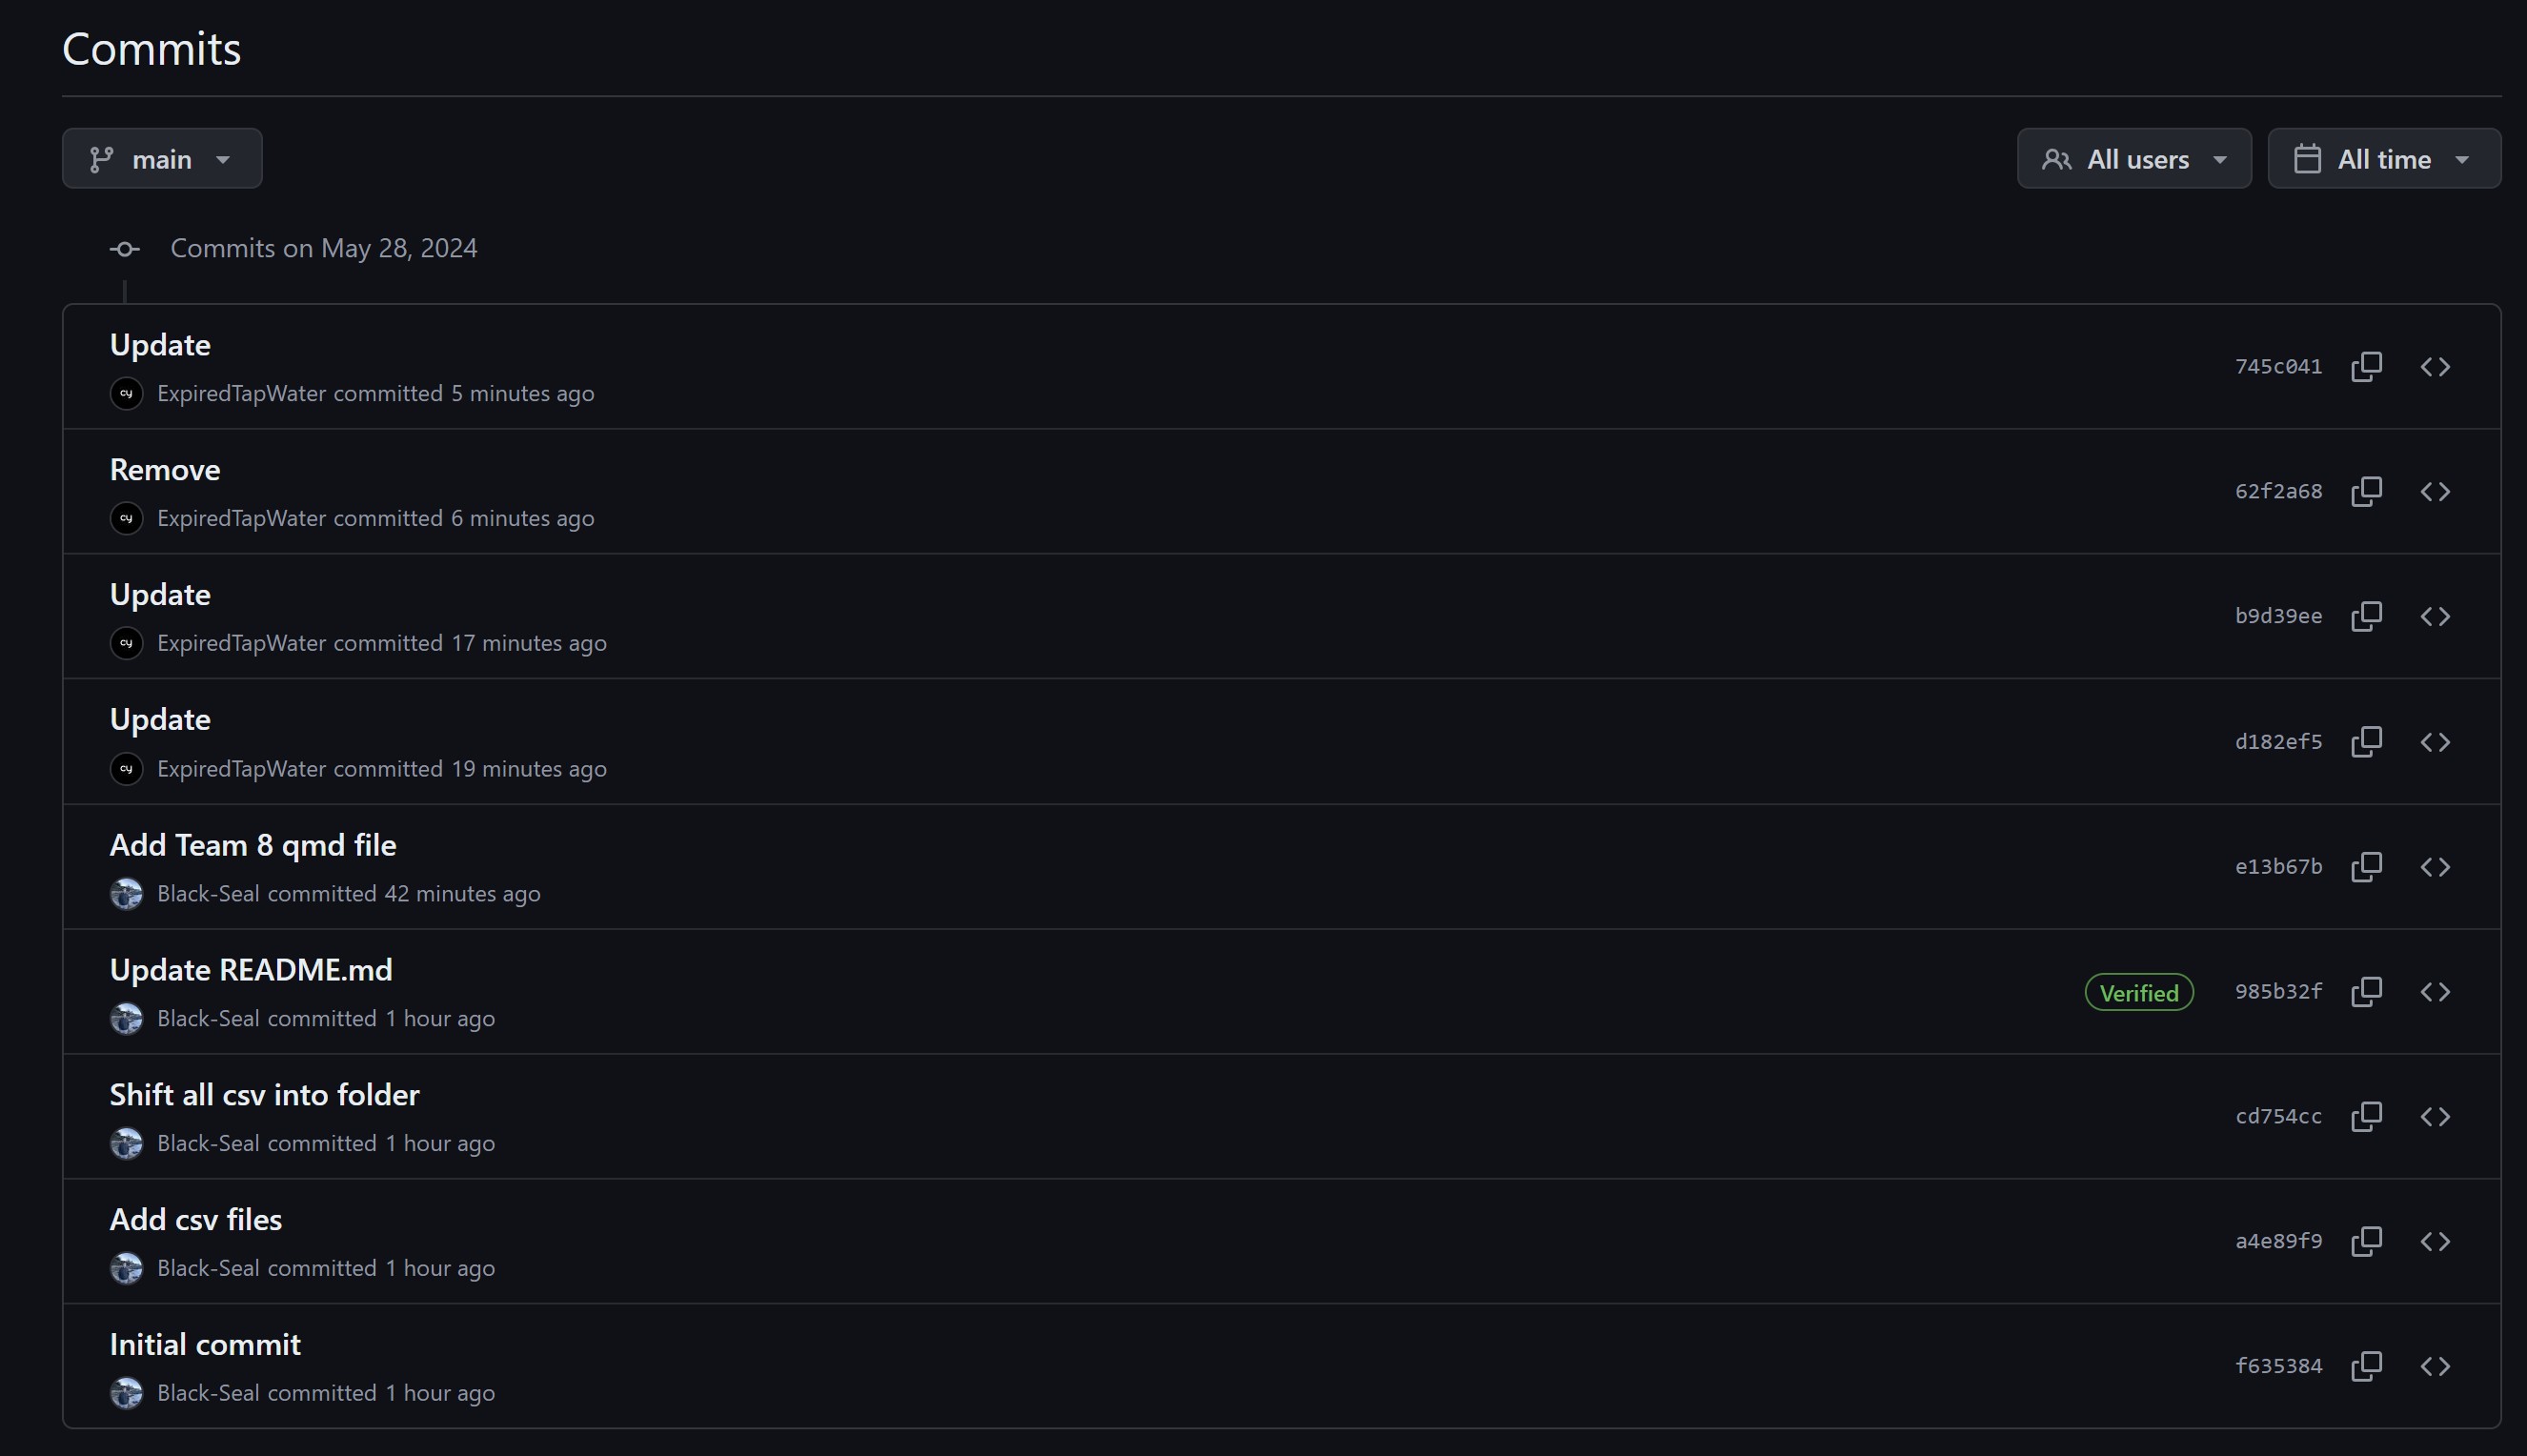 Commits
main
All users
All time
Commits on May 28, 2024
Update
cy
ExpiredTapWater committed 5 minutes ago
745c041
Remove
cy
ExpiredTapWater committed 6 minutes ago
62f2a68
Update
cy
ExpiredTapWater committed 17 minutes ago
b9d39ee
Update
cy
ExpiredTapWater committed 19 minutes ago
d182ef5
Add Team 8 qmd file
Black-Seal committed 42 minutes ago
e13b67b
Update README.md
Black-Seal committed 1 hour ago
Verified
985b32f
Shift all csv into folder
Black-Seal committed 1 hour ago
cd754cc
Add csv files
Black-Seal committed 1 hour ago
a4e89f9
Initial commit
Black-Seal committed 1 hour ago
f635384